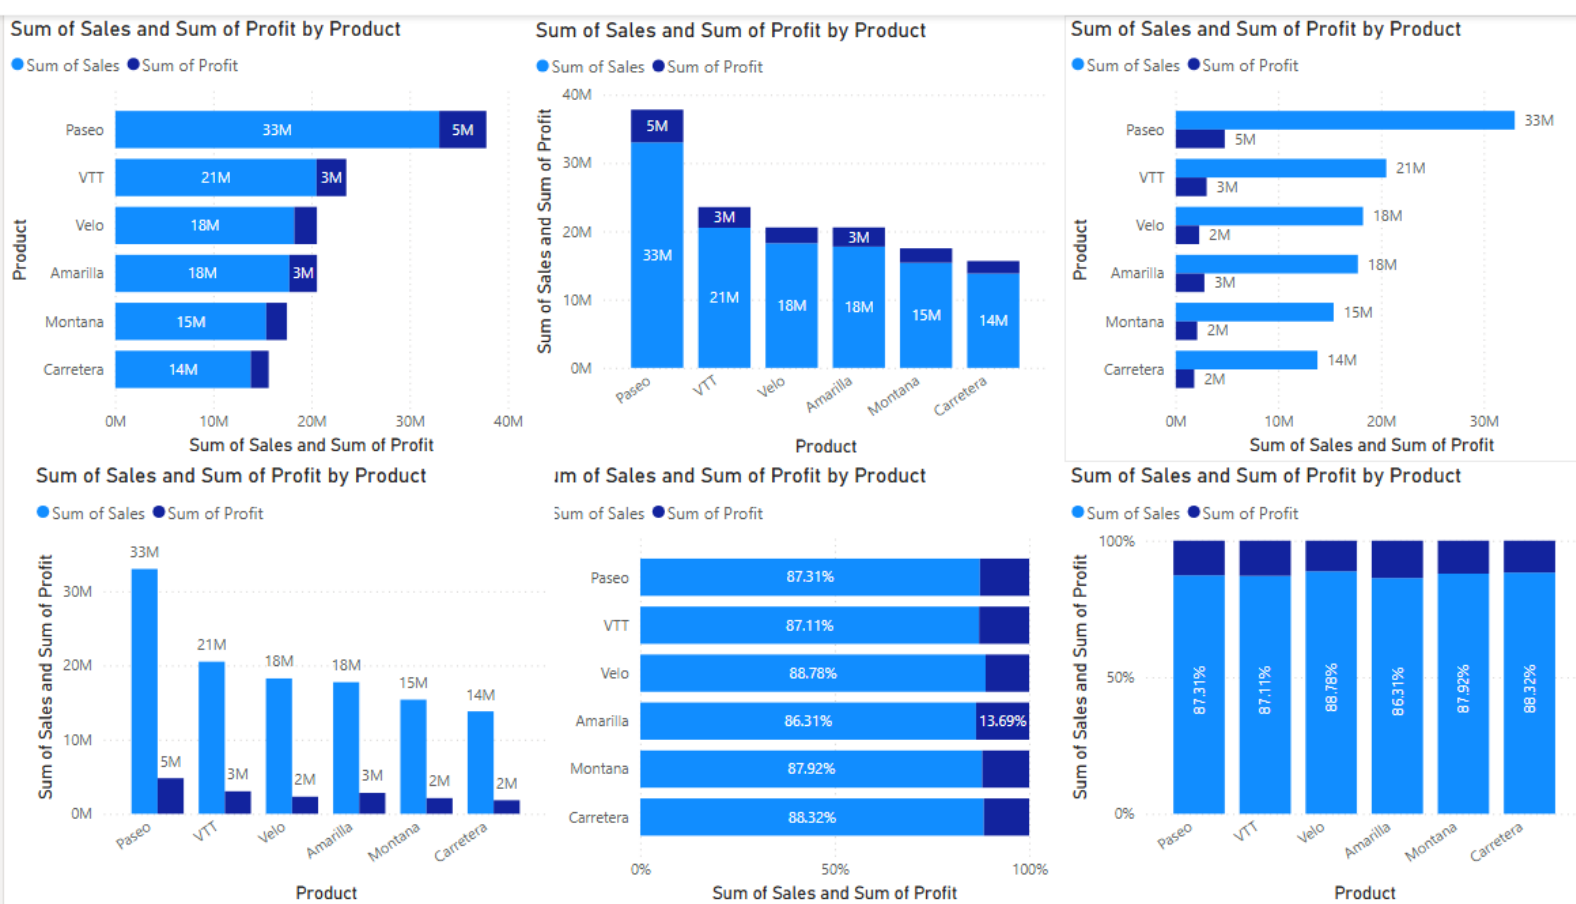 Sum of Sales and Sum of Profit by Product
Sum of Sales Sum of Profit
Product
Paseo 33M 5M
VTT 21M 3M
Velo 18M
Amarilla 18M 3M
Montana 15M
Carretera 14M
0M 10M 20M 30M 40M
Sum of Sales and Sum of Profit
Sum of Sales and Sum of Profit by Product
Sum of Sales Sum of Profit
Sum of Sales and Sum of Profit
40M
30M
20M
10M
0M
5M
33M
3M
21M
18M
3M
18M
15M
14M
Paseo VTT Velo Amarilla Montana Carretera
Product
Sum of Sales and Sum of Profit by Product
Sum of Sales Sum of Profit
Product
Paseo 33M
5M
VTT 21M
3M
Velo 18M
2M
Amarilla 18M
3M
Montana 15M
2M
Carretera 14M
2M
0M 10M 20M 30M
Sum of Sales and Sum of Profit
Sum of Sales and Sum of Profit by Product
Sum of Sales Sum of Profit
Sum of Sales and Sum of Profit
30M
20M
10M
0M
33M
5M
21M
3M
18M
2M
18M
3M
15M
2M
14M
2M
Paseo VTT Velo Amarilla Montana Carretera
Product
um of Sales and Sum of Profit by Product
Sum of Sales Sum of Profit
Paseo 87.31%
VTT 87.11%
Velo 88.78%
Amarilla 86.31% 13.69%
Montana 87.92%
Carretera 88.32%
0% 50% 100%
Sum of Sales and Sum of Profit
Sum of Sales and Sum of Profit by Product
Sum of Sales Sum of Profit
Sum of Sales and Sum of Profit
100%
50%
0%
87.31% 87.11% 88.78% 86.31% 87.92% 88.32%
Paseo VTT Velo Amarilla Montana Carretera
Product